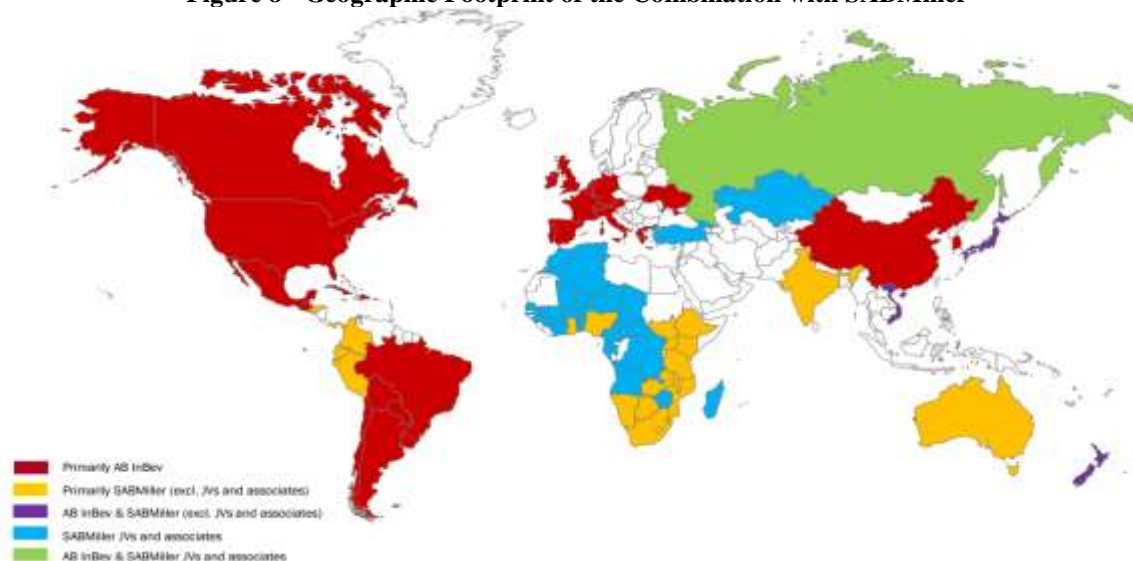 Figure 8 - Geographic Footprint of the Combination with SABMiller
Primarily AB InBev
Primarily SABMiller (excl. JVs and associates)
AB InBev & SABMiller (excl. JVs and associates)
SABMiller JVs and associates
AB InBev & SABMiller JVs and associates